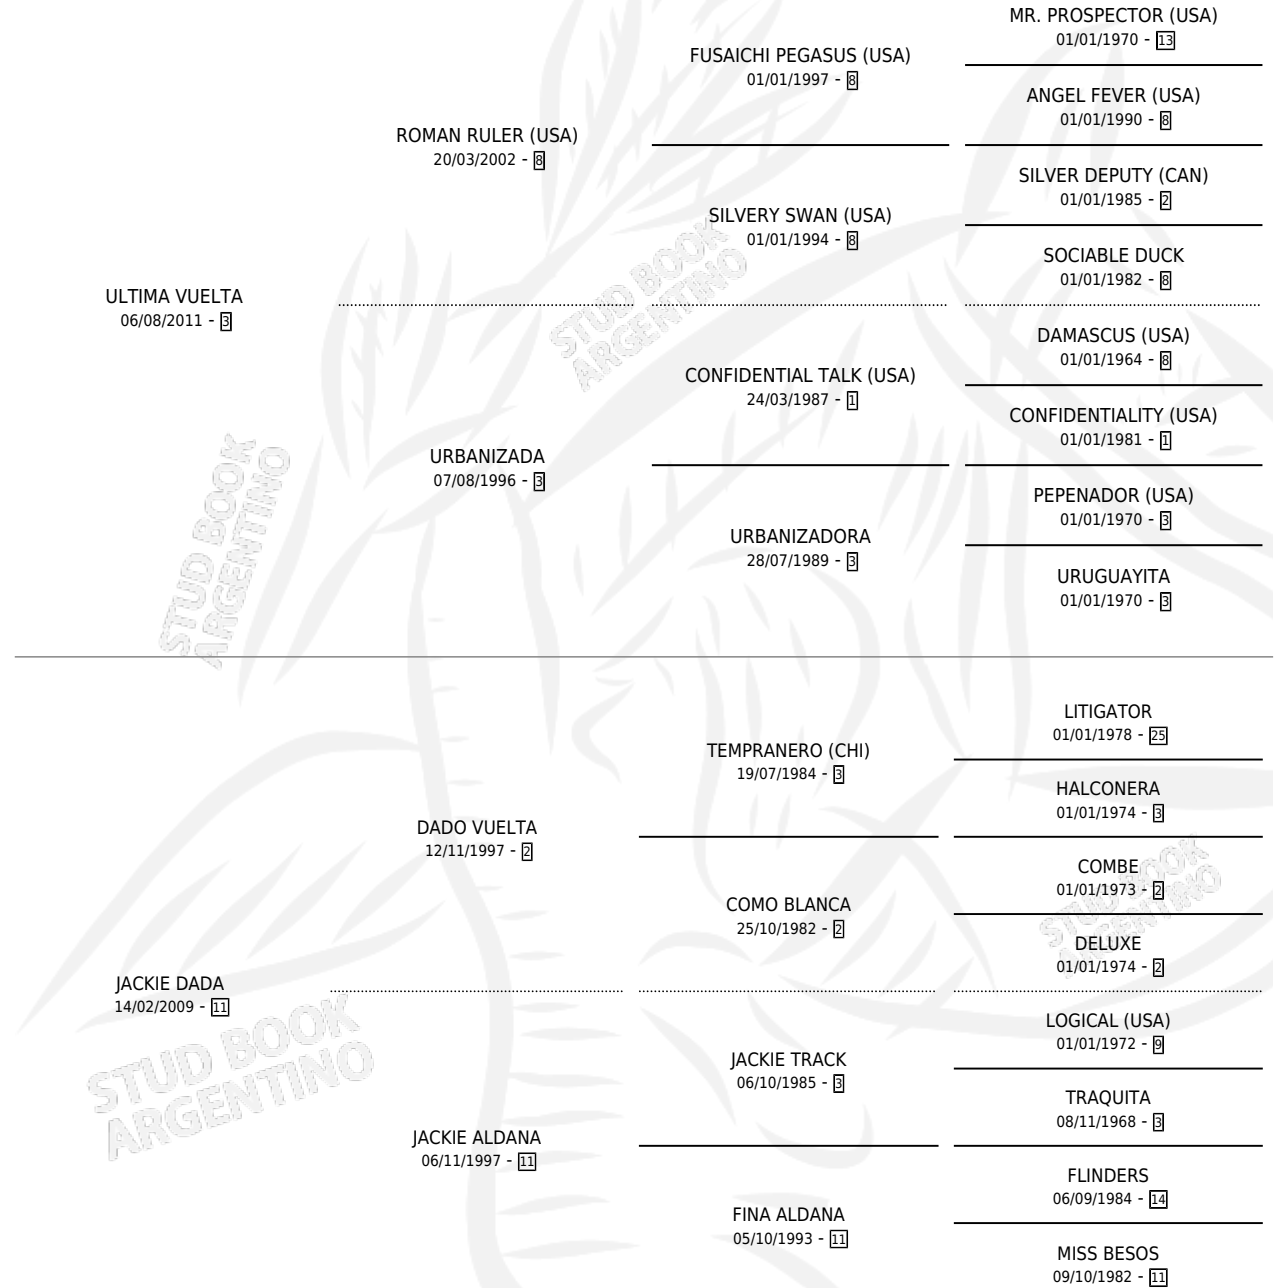 MR. PROSPECTOR (USA)
01/01/1970 - 13
FUSAICHI PEGASUS (USA)
01/01/1997 - 8
ANGEL FEVER (USA)
01/01/1990 - 8
ROMAN RULER (USA)
20/03/2002 - 8
SILVER DEPUTY (CAN)
01/01/1985 - 2
SILVERY SWAN (USA)
01/01/1994 - 8
SOCIABLE DUCK
01/01/1982 - 8
ULTIMA VUELTA
06/08/2011 - 3
STUD BOOK
ARGENTINO
DAMASCUS (USA)
01/01/1964 - 8
CONFIDENTIAL TALK (USA)
24/03/1987 - 1
CONFIDENTIALITY (USA)
01/01/1981 - 1
URBANIZADA
07/08/1996 - 3
PEPENADOR (USA)
01/01/1970 - 3
URBANIZADORA
28/07/1989 - 3
URUGUAYITA
01/01/1970 - 3
STUD BOOK
ARGENTINO
LITIGATOR
01/01/1978 - 25
TEMPRANERO (CHI)
19/07/1984 - 3
HALCONERA
01/01/1974 - 3
DADO VUELTA
12/11/1997 - 2
COMBE
01/01/1973 - 2
COMO BLANCA
25/10/1982 - 2
DELUXE
01/01/1974 - 2
STUD BOOK
ARGENTINO
JACKIE DADA
14/02/2009 - 11
LOGICAL (USA)
01/01/1972 - 9
JACKIE TRACK
06/10/1985 - 3
TRAQUITA
08/11/1968 - 3
STUD BOOK
ARGENTINO
JACKIE ALDANA
06/11/1997 - 11
FLINDERS
06/09/1984 - 14
FINA ALDANA
05/10/1993 - 11
MISS BESOS
09/10/1982 - 11